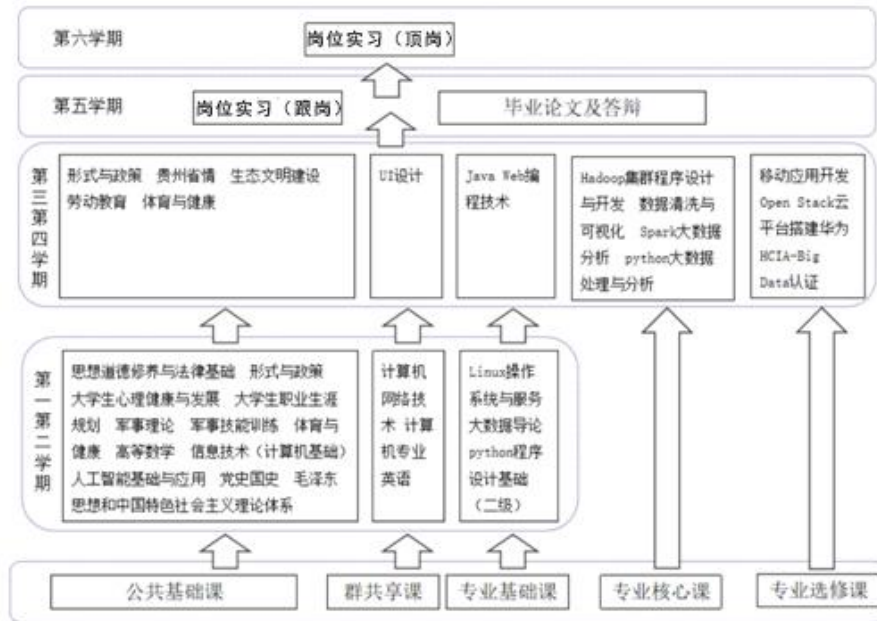 第六学期
岗位实习（顶岗）
第五学期
岗位实习（跟岗）
毕业论文及答辩
第三第四学期
形式与政策 贵州省情 生态文明建设
劳动教育 体育与健康
UI设计
Java Web编
程技术
Hadoop集群程序设计
与开发 数据清洗与
可视化 Spark大数据
分析 python大数据
处理与分析
移动应用开发
Open Stack云
平台搭建华为
HCIA-Big
Data认证
第一第二学期
思想道德修养与法律基础 形式与政策
大学生心理健康与发展 大学生职业生涯
规划 军事理论 军事技能训练 体育与
健康 高等数学 信息技术（计算机基础）
人工智能基础与应用 党史国史 毛泽东
思想和中国特色社会主义理论体系
计算机
网络技
术 计算
机专业
英语
Linux操作
系统与服务
大数据导论
python程序
设计基础
（二级）
公共基础课
群共享课
专业基础课
专业核心课
专业选修课